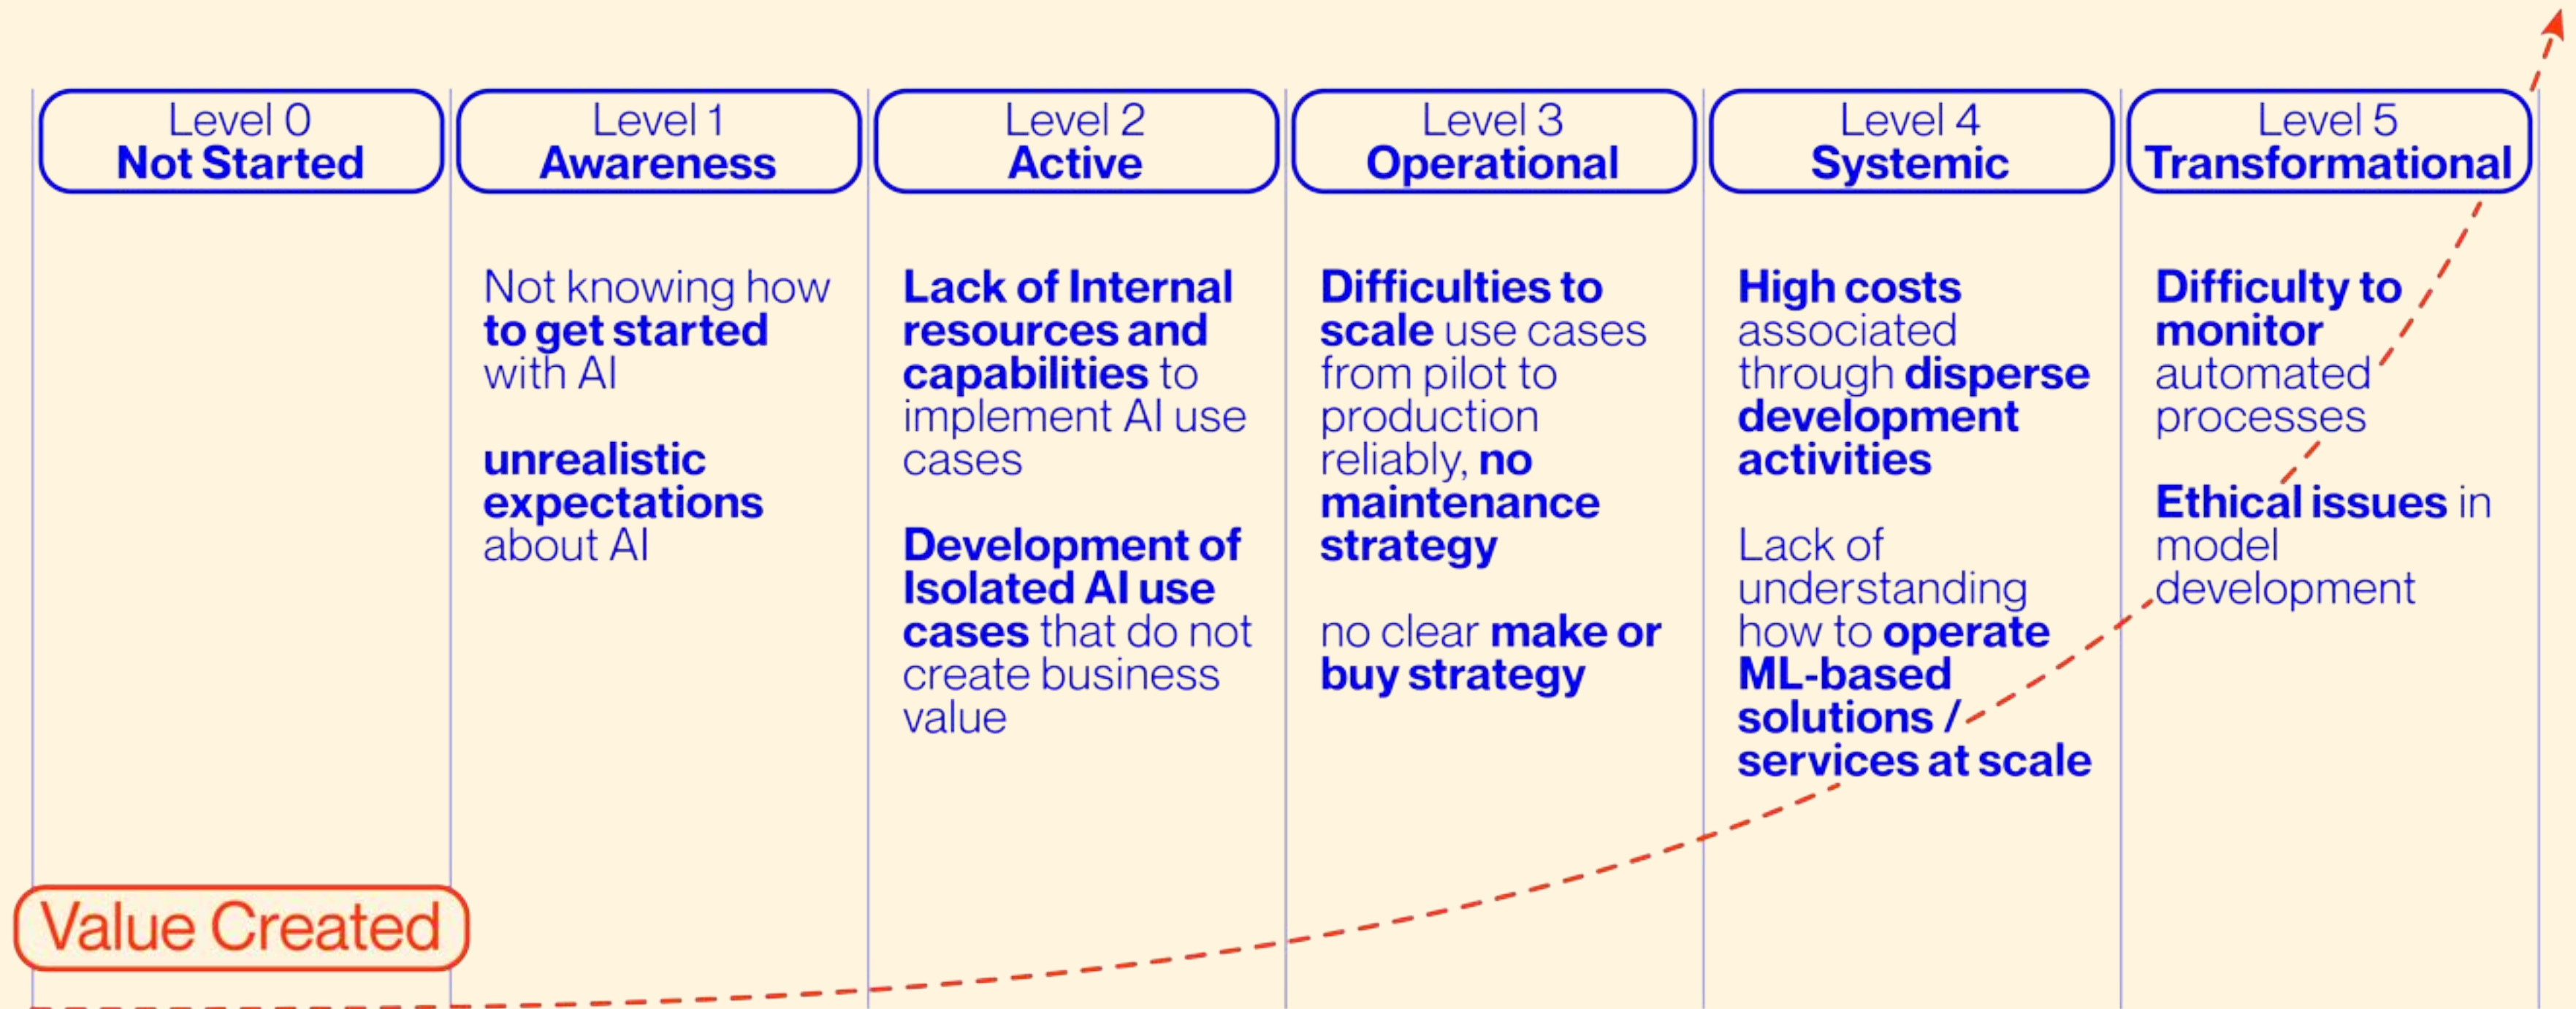 Level 0
Not Started
Level 1
Awareness
Not knowing how
to get started
with AI
unrealistic
expectations
about AI
Level 2
Active
Lack of Internal
resources and
capabilities to
implement AI use
cases
Development of
Isolated AI use
cases that do not
create business
value
Level 3
Operational
Difficulties to
scale use cases
from pilot to
production
reliably, no
maintenance
strategy
no clear make or
buy strategy
Level 4
Systemic
High costs
associated
through disperse
development
activities
Lack of
understanding
how to operate
ML-based
solutions /
services at scale
Level 5
Transformational
Difficulty to
monitor
automated
processes
Ethical issues in
model
development
Value Created